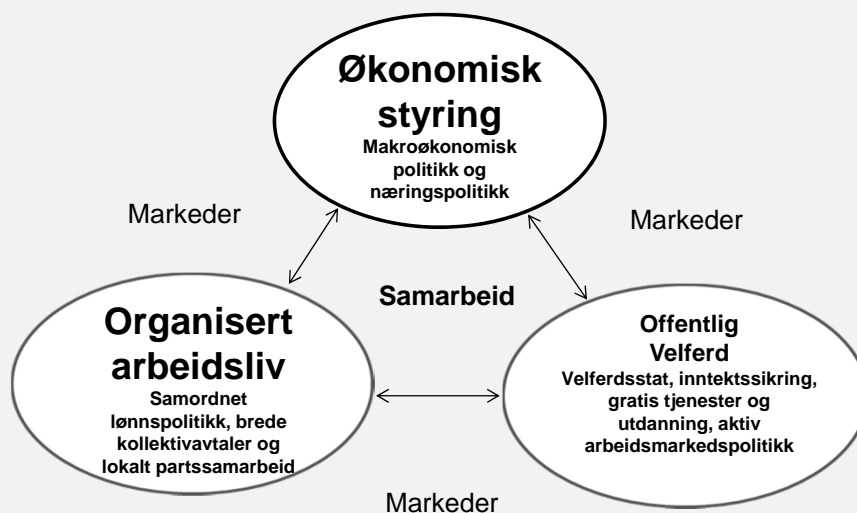 Økonomisk
styring
Makroøkonomisk
politikk og
næringspolitikk
Markeder
Markeder
Samarbeid
Organisert
arbeidsliv
Samordnet
lønnspolitikk, brede
kollektivavtaler og
lokalt partssamarbeid
Offentlig
Velferd
Velferdsstat, inntektssikring,
gratis tjenester og
utdanning, aktiv
arbeidsmarkedspolitikk
Markeder